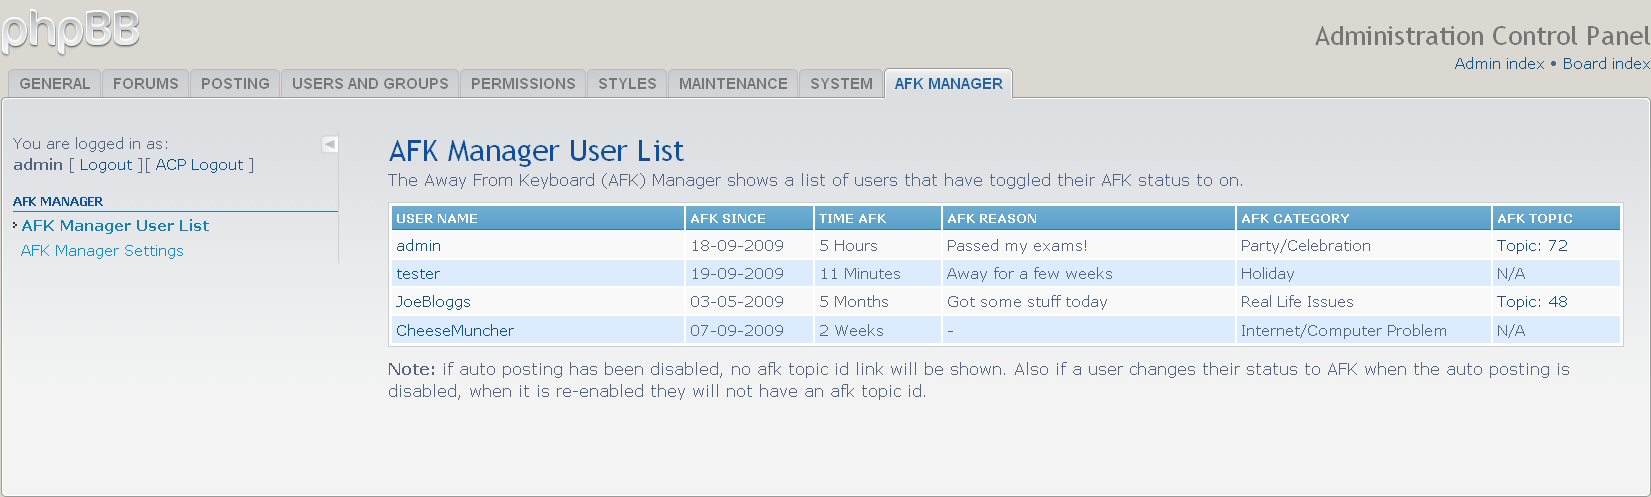 phpBB
Administration Control Panel
Admin index • Board index
GENERAL FORUMS POSTING USERS AND GROUPS PERMISSIONS STYLES MAINTENANCE SYSTEM AFK MANAGER
You are logged in as:
admin [ Logout ][ ACP Logout ]
AFK MANAGER
AFK Manager User List
AFK Manager Settings
AFK Manager User List
The Away From Keyboard (AFK) Manager shows a list of users that have toggled their AFK status to on.
USER NAME AFK SINCE TIME AFK AFK REASON AFK CATEGORY AFK TOPIC
admin 18-09-2009 5 Hours Passed my exams! Party/Celebration Topic: 72
tester 19-09-2009 11 Minutes Away for a few weeks Holiday N/A
JoeBloggs 03-05-2009 5 Months Got some stuff today Real Life Issues Topic: 48
CheeseMuncher 07-09-2009 2 Weeks - Internet/Computer Problem N/A
Note: if auto posting has been disabled, no afk topic id link will be shown. Also if a user changes their status to AFK when the auto posting is
disabled, when it is re-enabled they will not have an afk topic id.